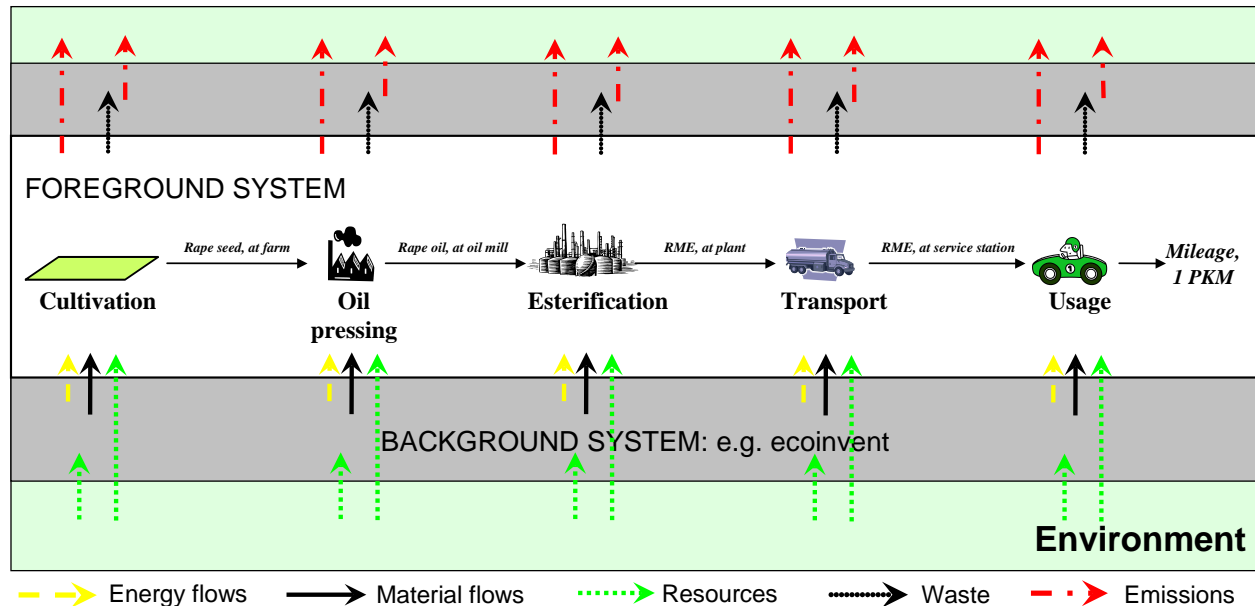 FOREGROUND SYSTEM
Rape seed, at farm
Rape oil, at oil mill
RME, at plant
RME, at service station
Mileage,
1 PKM
1
Cultivation
Oil
pressing
Esterification
Transport
Usage
BACKGROUND SYSTEM: e.g. ecoinvent
Environment
Energy flows
Material flows
Resources
Waste
Emissions